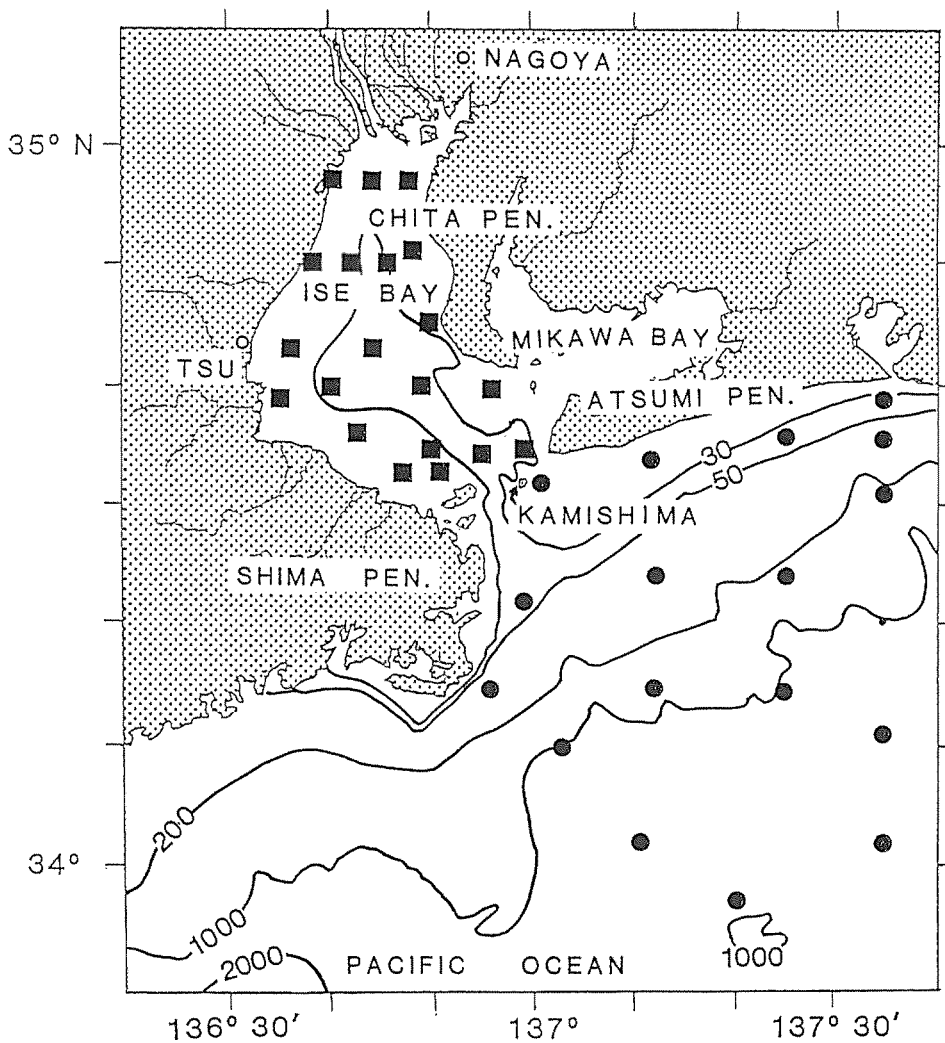 NAGOYA
35° N
CHITA PEN.
ISE BAY
MIKAWA BAY
TSU
ATSUMI PEN.
30
50
KAMISHIMA
SHIMA PEN.
200
34°
1000
2000
PACIFIC OCEAN
1000
136° 30′ 137° 137° 30′